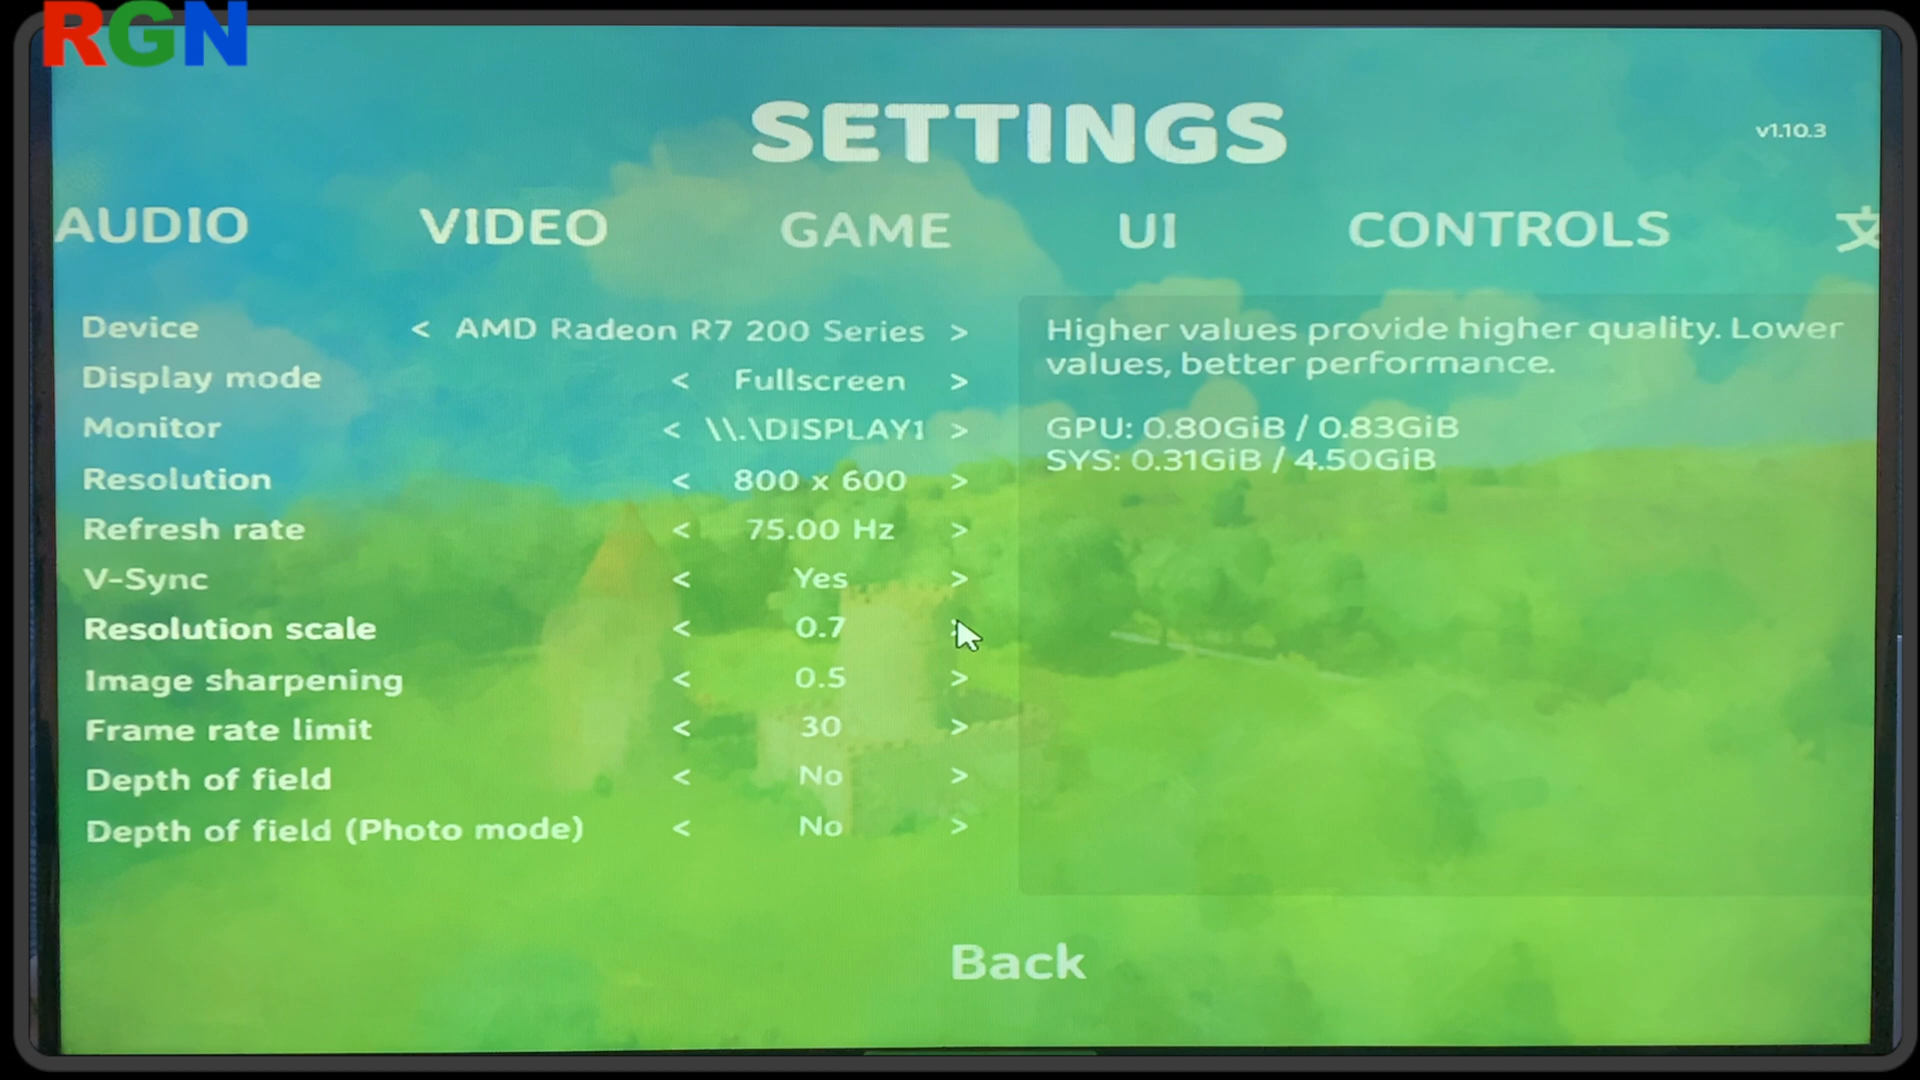 RGN
SETTINGS
v1.10.3
AUDIO VIDEO GAME UI CONTROLS 文
Device < AMD Radeon R7 200 Series >
Display mode < Fullscreen >
Monitor < \\.\DISPLAY1 >
Resolution < 800 x 600 >
Refresh rate < 75.00 Hz >
V-Sync < Yes >
Resolution scale < 0.7
Image sharpening < 0.5 >
Frame rate limit < 30 >
Depth of field < No >
Depth of field (Photo mode) < No >
Higher values provide higher quality. Lower
values, better performance.
GPU: 0.80GiB / 0.83GiB
SYS: 0.31GiB / 4.50GiB
Back